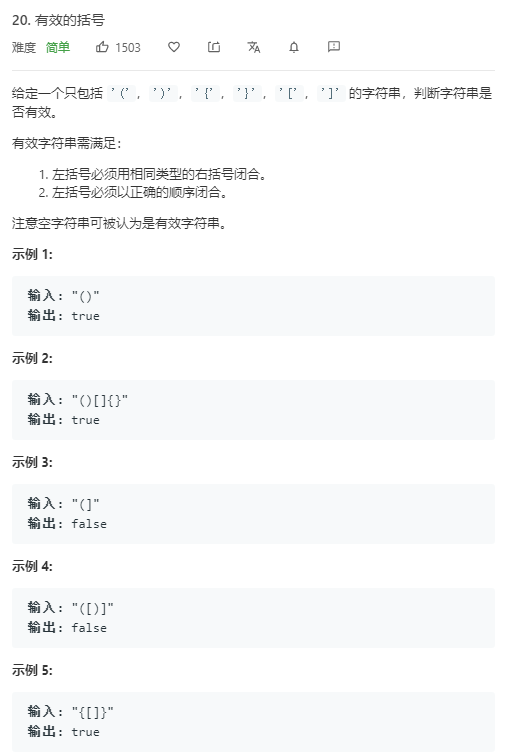 20. 有效的括号
难度 简单 1503
给定一个只包括 '('，')'，'{'，'}'，'['，']' 的字符串，判断字符串是
否有效。
有效字符串需满足：
1. 左括号必须用相同类型的右括号闭合。
2. 左括号必须以正确的顺序闭合。
注意空字符串可被认为是有效字符串。
示例 1:
输入: "()"
输出: true
示例 2:
输入: "()[]{}"
输出: true
示例 3:
输入: "(]"
输出: false
示例 4:
输入: "([)]"
输出: false
示例 5:
输入: "{[]}"
输出: true